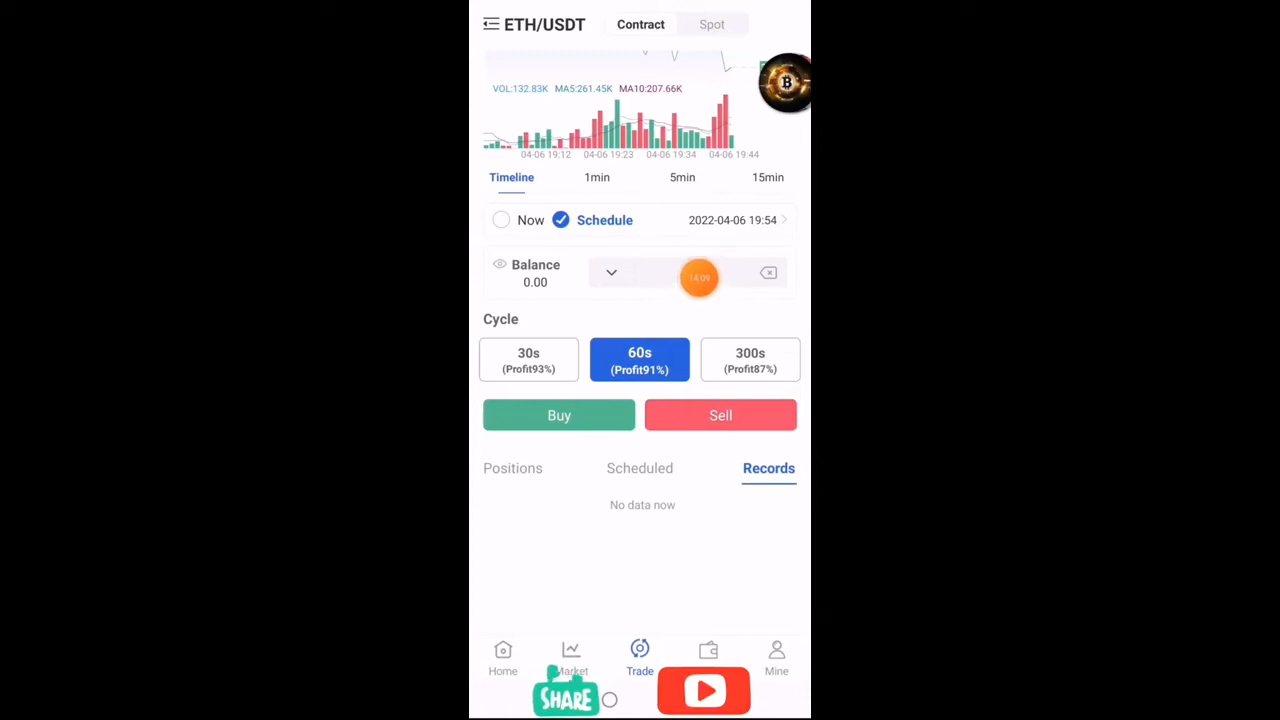 ETH/USDT Contract Spot
VOL:132.83K MA5:261.45K MA10:207.66K
04-06 19:12 04-06 19:23 04-06 19:34 04-06 19:44
Timeline 1min 5min 15min
Now Schedule 2022-04-06 19:54
Balance
0.00
14:09
Cycle
30s 60s 300s
(Profit93%) (Profit91%) (Profit87%)
Buy Sell
Positions Scheduled Records
No data now
Home Market Trade Mine
SHARE